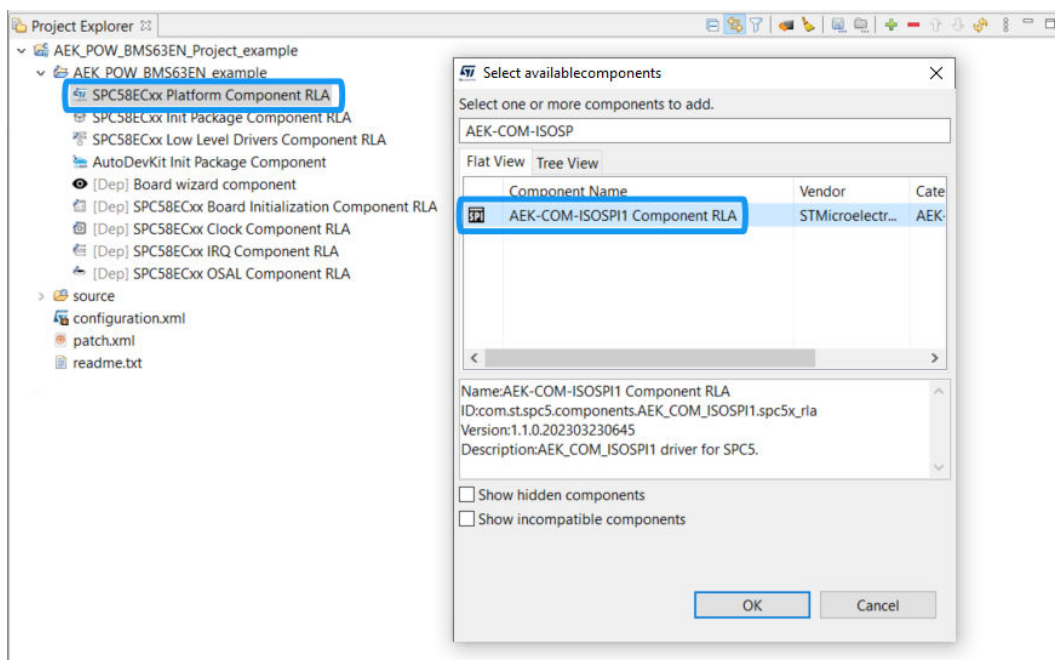 Project Explorer
AEK_POW_BMS63EN_Project_example
AEK_POW_BMS63EN_example
SPC58ECxx Platform Component RLA
SPC58ECxx Init Package Component RLA
SPC58ECxx Low Level Drivers Component RLA
AutoDevKit Init Package Component
[Dep] Board wizard component
[Dep] SPC58ECxx Board Initialization Component RLA
[Dep] SPC58ECxx Clock Component RLA
[Dep] SPC58ECxx IRQ Component RLA
[Dep] SPC58ECxx OSAL Component RLA
source
configuration.xml
patch.xml
readme.txt
Select availablecomponents
Select one or more components to add.
AEK-COM-ISOSP
Flat View Tree View
Component Name Vendor Cate
SPI AEK-COM-ISOSPI1 Component RLA STMicroelectr... AEK-
Name:AEK-COM-ISOSPI1 Component RLA
ID:com.st.spc5.components.AEK_COM_ISOSPI1.spc5x_rla
Version:1.1.0.202303230645
Description:AEK_COM_ISOSPI1 driver for SPC5.
Show hidden components
Show incompatible components
OK Cancel